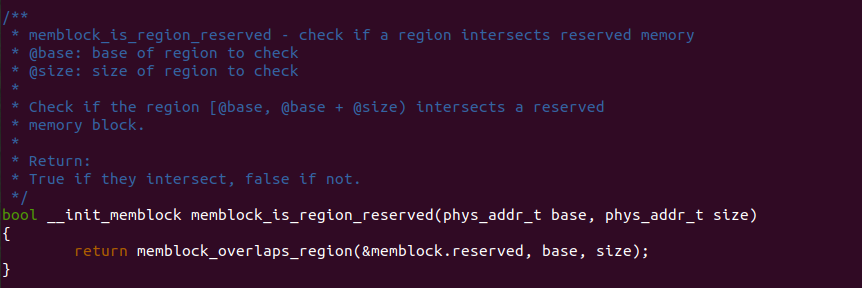 /**
 * memblock_is_region_reserved - check if a region intersects reserved memory
 * @base: base of region to check
 * @size: size of region to check
 *
 * Check if the region [@base, @base + @size) intersects a reserved
 * memory block.
 *
 * Return:
 * True if they intersect, false if not.
 */
bool __init_memblock memblock_is_region_reserved(phys_addr_t base, phys_addr_t size)
{
        return memblock_overlaps_region(&memblock.reserved, base, size);
}